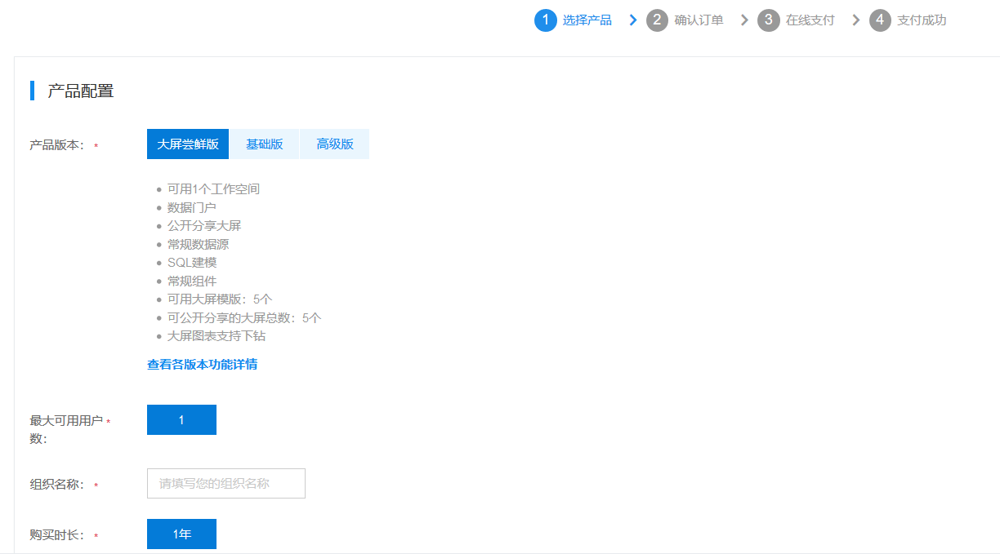 1 选择产品 2 确认订单 3 在线支付 4 支付成功
产品配置
产品版本： * 大屏尝鲜版 基础版 高级版
可用1个工作空间
数据门户
公开分享大屏
常规数据源
SQL建模
常规组件
可用大屏模版：5个
可公开分享的大屏总数：5个
大屏图表支持下钻
查看各版本功能详情
最大可用用户 * 1
数：
组织名称： * 请填写您的组织名称
购买时长： * 1年